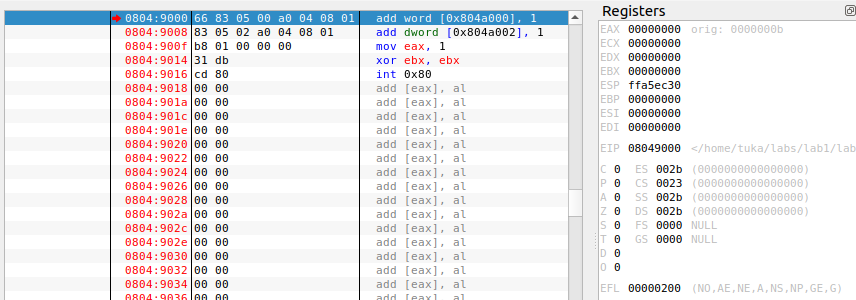 Registers
0804:9000 66 83 05 00 a0 04 08 01 add word [0x804a000], 1
0804:9008 83 05 02 a0 04 08 01 add dword [0x804a002], 1
0804:900f b8 01 00 00 00 mov eax, 1
0804:9014 31 db xor ebx, ebx
0804:9016 cd 80 int 0x80
0804:9018 00 00 add [eax], al
0804:901a 00 00 add [eax], al
0804:901c 00 00 add [eax], al
0804:901e 00 00 add [eax], al
0804:9020 00 00 add [eax], al
0804:9022 00 00 add [eax], al
0804:9024 00 00 add [eax], al
0804:9026 00 00 add [eax], al
0804:9028 00 00 add [eax], al
0804:902a 00 00 add [eax], al
0804:902c 00 00 add [eax], al
0804:902e 00 00 add [eax], al
0804:9030 00 00 add [eax], al
0804:9032 00 00 add [eax], al
0804:9034 00 00 add [eax], al
0804:9036 00 00 add [eax], al
EAX 00000000 orig: 0000000b
ECX 00000000
EDX 00000000
EBX 00000000
ESP ffa5ec30
EBP 00000000
ESI 00000000
EDI 00000000
EIP 08049000 </home/tuka/labs/lab1/lab
C 0 ES 002b (0000000000000000)
P 0 CS 0023 (0000000000000000)
A 0 SS 002b (0000000000000000)
Z 0 DS 002b (0000000000000000)
S 0 FS 0000 NULL
T 0 GS 0000 NULL
D 0
O 0
EFL 00000200 (NO,AE,NE,A,NS,NP,GE,G)